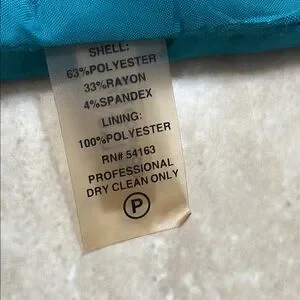 SHELL:
63%POLYESTER
33%RAYON
4%SPANDEX
LINING:
100%POLYESTER
RN# 54163
PROFESSIONAL
DRY CLEAN ONLY
P